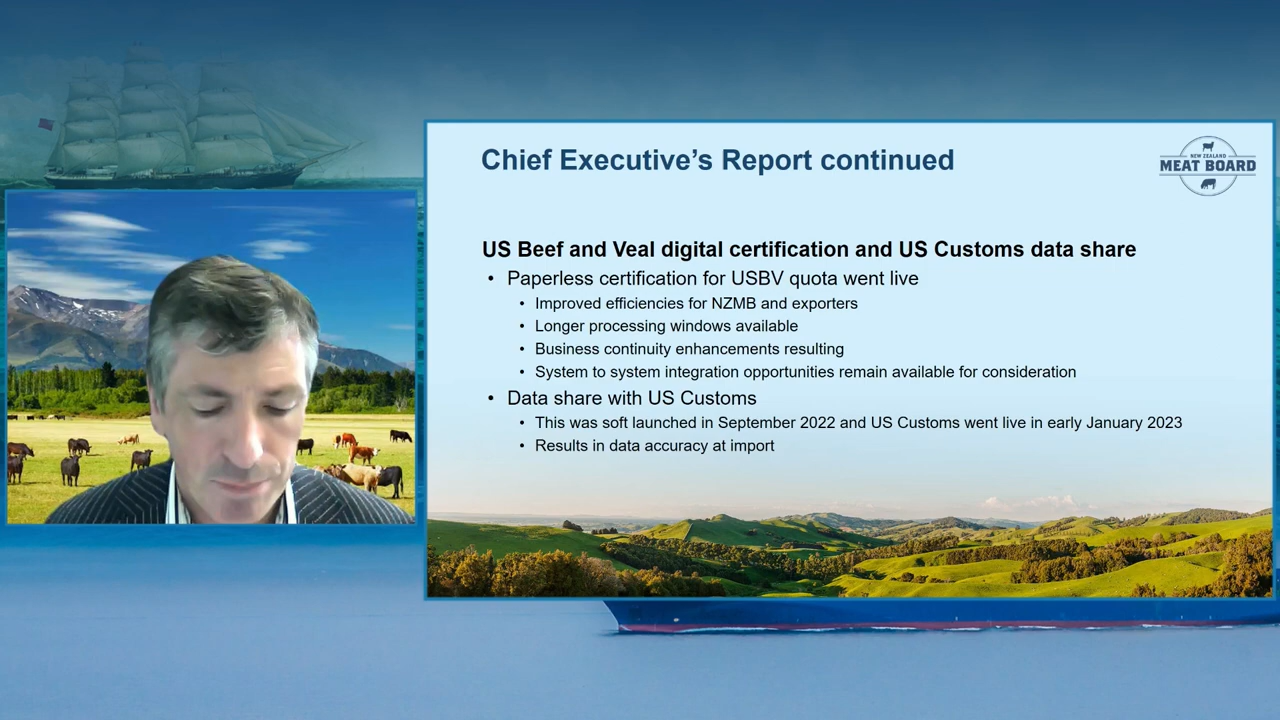 Chief Executive’s Report continued
NEW ZEALAND
MEAT BOARD
US Beef and Veal digital certification and US Customs data share
• Paperless certification for USBV quota went live
• Improved efficiencies for NZMB and exporters
• Longer processing windows available
• Business continuity enhancements resulting
• System to system integration opportunities remain available for consideration
• Data share with US Customs
• This was soft launched in September 2022 and US Customs went live in early January 2023
• Results in data accuracy at import